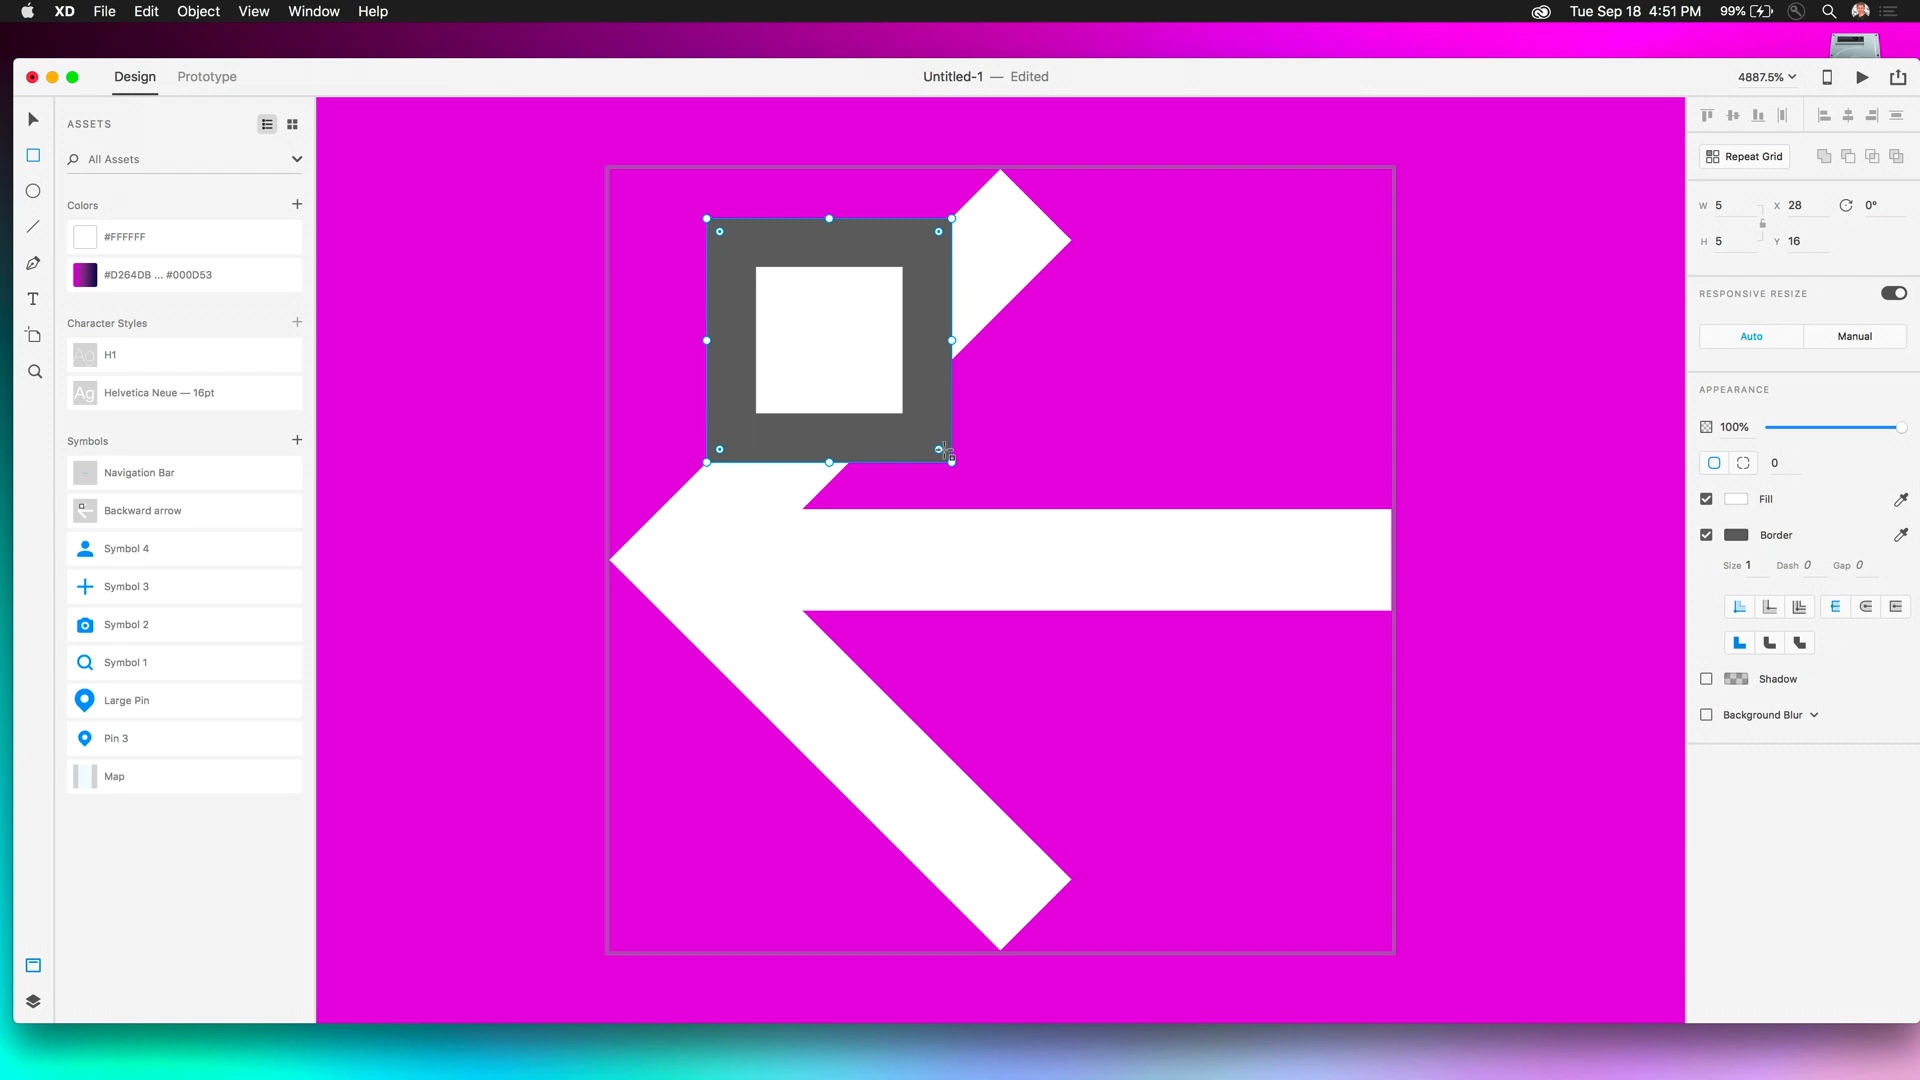 XD File Edit Object View Window Help
Tue Sep 18 4:51 PM 99%
Design Prototype
Untitled-1 — Edited
4887.5%
ASSETS
All Assets
Colors
#FFFFFF
#D264DB ... #000D53
Character Styles
Ag H1
Ag Helvetica Neue — 16pt
Symbols
Navigation Bar
Backward arrow
Symbol 4
Symbol 3
Symbol 2
Symbol 1
Large Pin
Pin 3
Map
T
Repeat Grid
W 5 X 28 0°
H 5 Y 16
RESPONSIVE RESIZE
Auto Manual
APPEARANCE
100%
0
Fill
Border
Size 1 Dash 0 Gap 0
Shadow
Background Blur